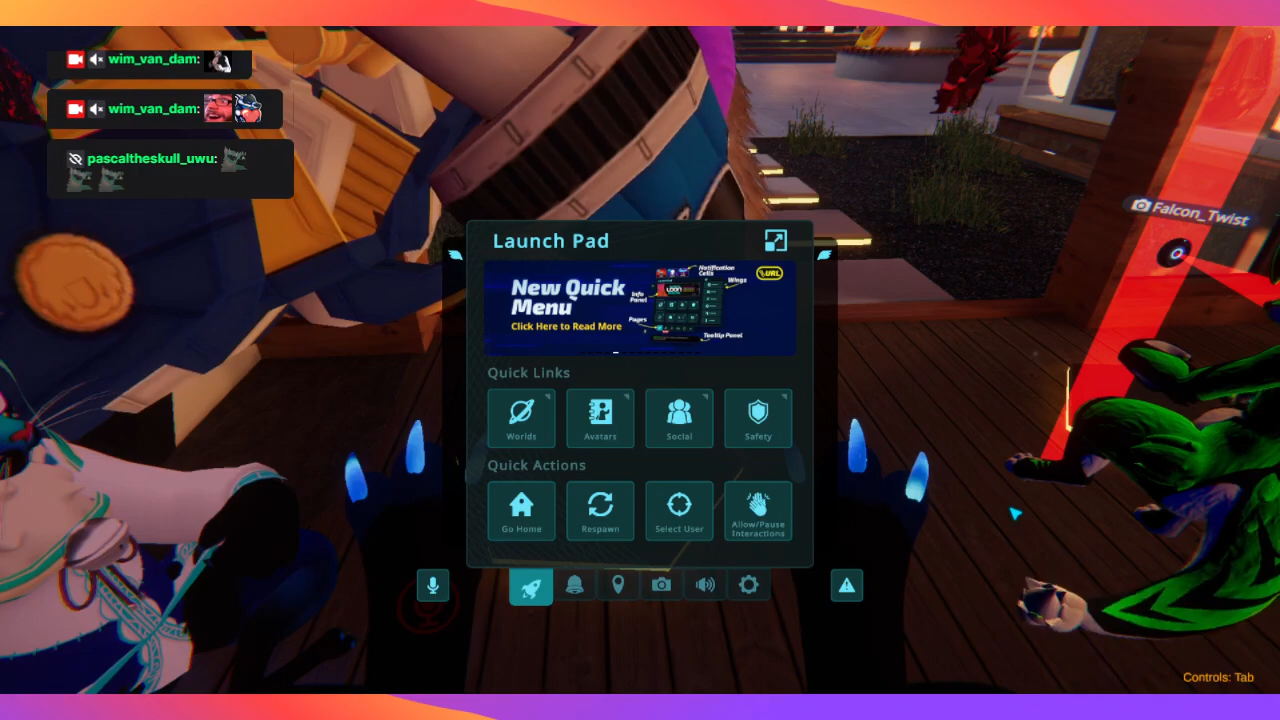 wim_van_dam:
wim_van_dam:
pascaltheskull_uwu:
Falcon_Twist
Launch Pad
New Quick
Menu
Click Here to Read More
Notification
Cells
Wings
Info
Panel
Pages
Tooltip Panel
URL
Quick Links
Worlds
Avatars
Social
Safety
Quick Actions
Go Home
Respawn
Select User
Allow/Pause
Interactions
Controls: Tab